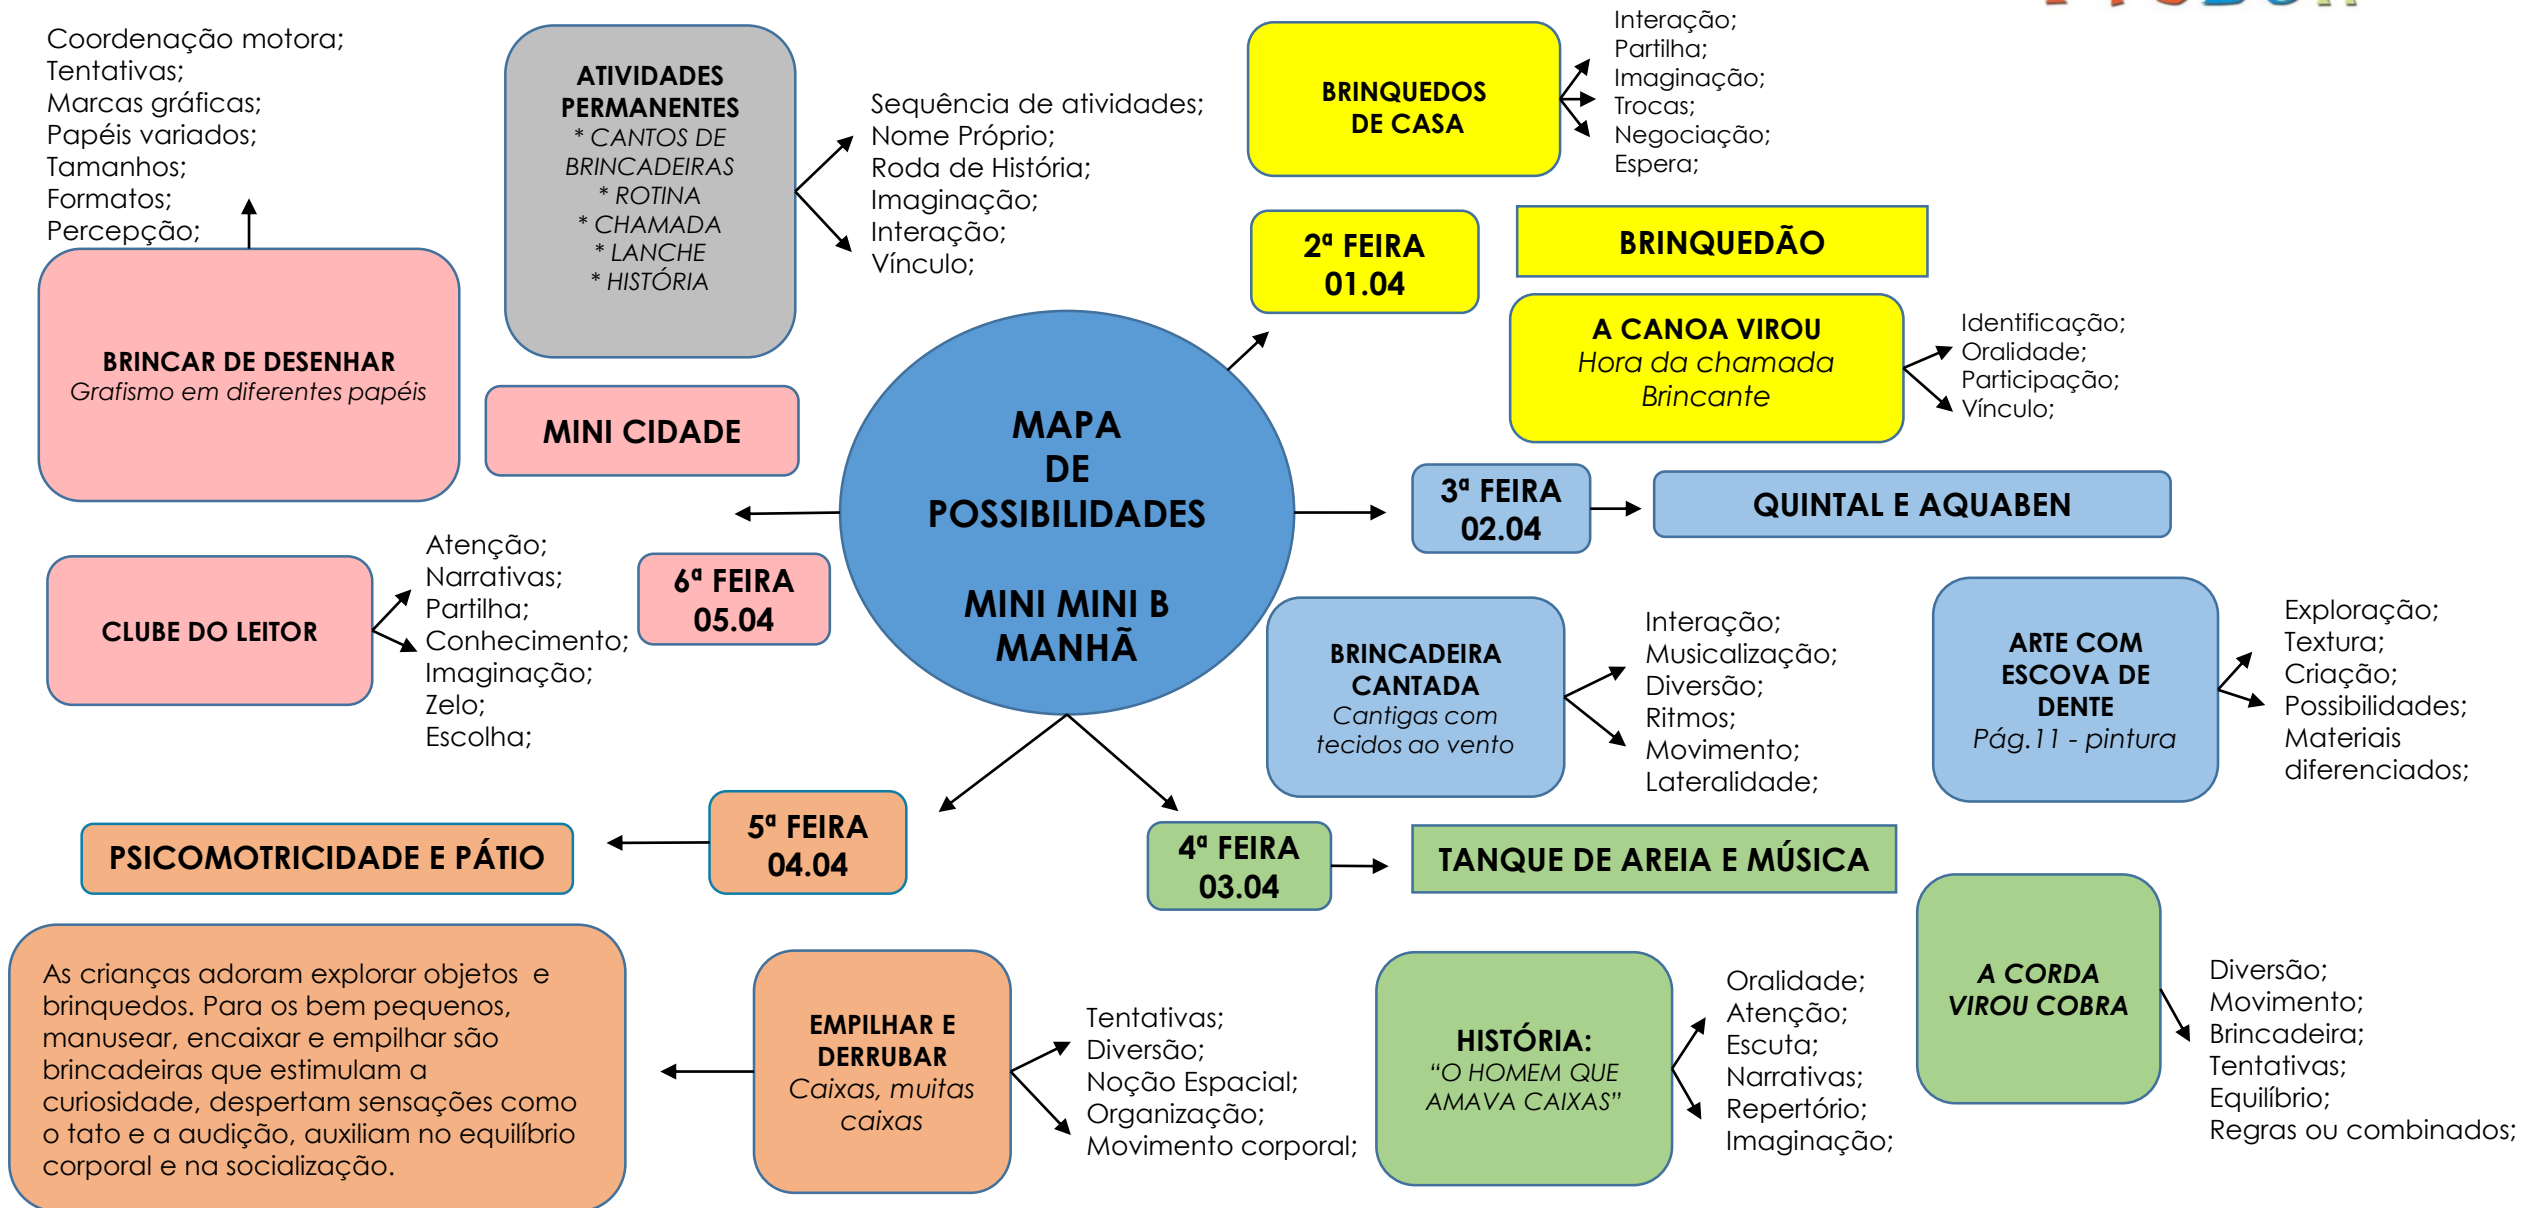 Coordenação motora;
Tentativas;
Marcas gráficas;
Papéis variados;
Tamanhos;
Formatos;
Percepção;
BRINCAR DE DESENHAR
Grafismo em diferentes papéis
ATIVIDADES
PERMANENTES
* CANTOS DE
BRINCADEIRAS
* ROTINA
* CHAMADA
* LANCHE
* HISTÓRIA
Sequência de atividades;
Nome Próprio;
Roda de História;
Imaginação;
Interação;
Vínculo;
BRINQUEDOS
DE CASA
Interação;
Partilha;
Imaginação;
Trocas;
Negociação;
Espera;
2ª FEIRA
01.04
BRINQUEDÃO
A CANOA VIROU
Hora da chamada
Brincante
Identificação;
Oralidade;
Participação;
Vínculo;
MINI CIDADE
MAPA
DE
POSSIBILIDADES
MINI MINI B
MANHÃ
3ª FEIRA
02.04
QUINTAL E AQUABEN
6ª FEIRA
05.04
CLUBE DO LEITOR
Atenção;
Narrativas;
Partilha;
Conhecimento;
Imaginação;
Zelo;
Escolha;
BRINCADEIRA
CANTADA
Cantigas com
tecidos ao vento
Interação;
Musicalização;
Diversão;
Ritmos;
Movimento;
Lateralidade;
ARTE COM
ESCOVA DE
DENTE
Pág.11 - pintura
Exploração;
Textura;
Criação;
Possibilidades;
Materiais
diferenciados;
PSICOMOTRICIDADE E PÁTIO
5ª FEIRA
04.04
4ª FEIRA
03.04
TANQUE DE AREIA E MÚSICA
As crianças adoram explorar objetos e
brinquedos. Para os bem pequenos,
manusear, encaixar e empilhar são
brincadeiras que estimulam a
curiosidade, despertam sensações como
o tato e a audição, auxiliam no equilíbrio
corporal e na socialização.
EMPILHAR E
DERRUBAR
Caixas, muitas
caixas
Tentativas;
Diversão;
Noção Espacial;
Organização;
Movimento corporal;
HISTÓRIA:
“O HOMEM QUE
AMAVA CAIXAS”
Oralidade;
Atenção;
Escuta;
Narrativas;
Repertório;
Imaginação;
A CORDA
VIROU COBRA
Diversão;
Movimento;
Brincadeira;
Tentativas;
Equilíbrio;
Regras ou combinados;